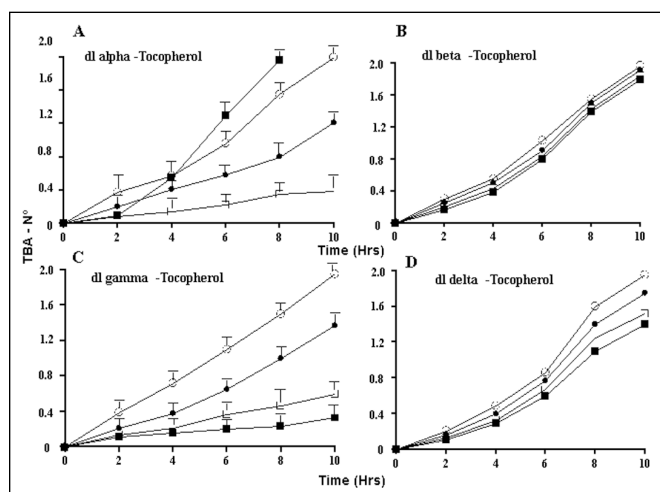 A
dl alpha -Tocopherol
2.0
1.6
1.2
0.8
0.4
0
0 2 4 6 8 10
Time (Hrs)
B
dl beta -Tocopherol
2.0
1.6
1.2
0.8
0.4
0
0 2 4 6 8 10
Time (Hrs)
TBA - N°
C
dl gamma -Tocopherol
2.0
1.6
1.2
0.8
0.4
0
0 2 4 6 8 10
Time (Hrs)
D
dl delta -Tocopherol
2.0
1.6
1.2
0.8
0.4
0
0 2 4 6 8 10
Time (Hrs)